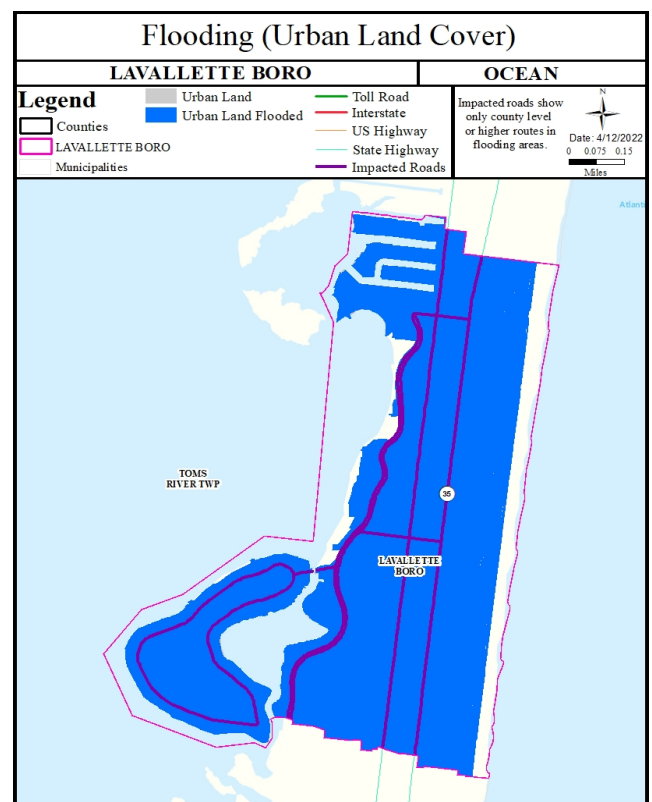 Flooding (Urban Land Cover)
LAVALLETTE BORO
OCEAN
Legend
Counties
LAVALLETTE BORO
Municipalities
Urban Land
Urban Land Flooded
Toll Road
Interstate
US Highway
State Highway
Impacted Roads
Impacted roads show
only county level
or higher routes in
flooding areas.
N
Date: 4/12/2022
0 0.075 0.15
Miles
Atlant
TOMS
RIVER TWP
35
LAVALLETTE
BORO